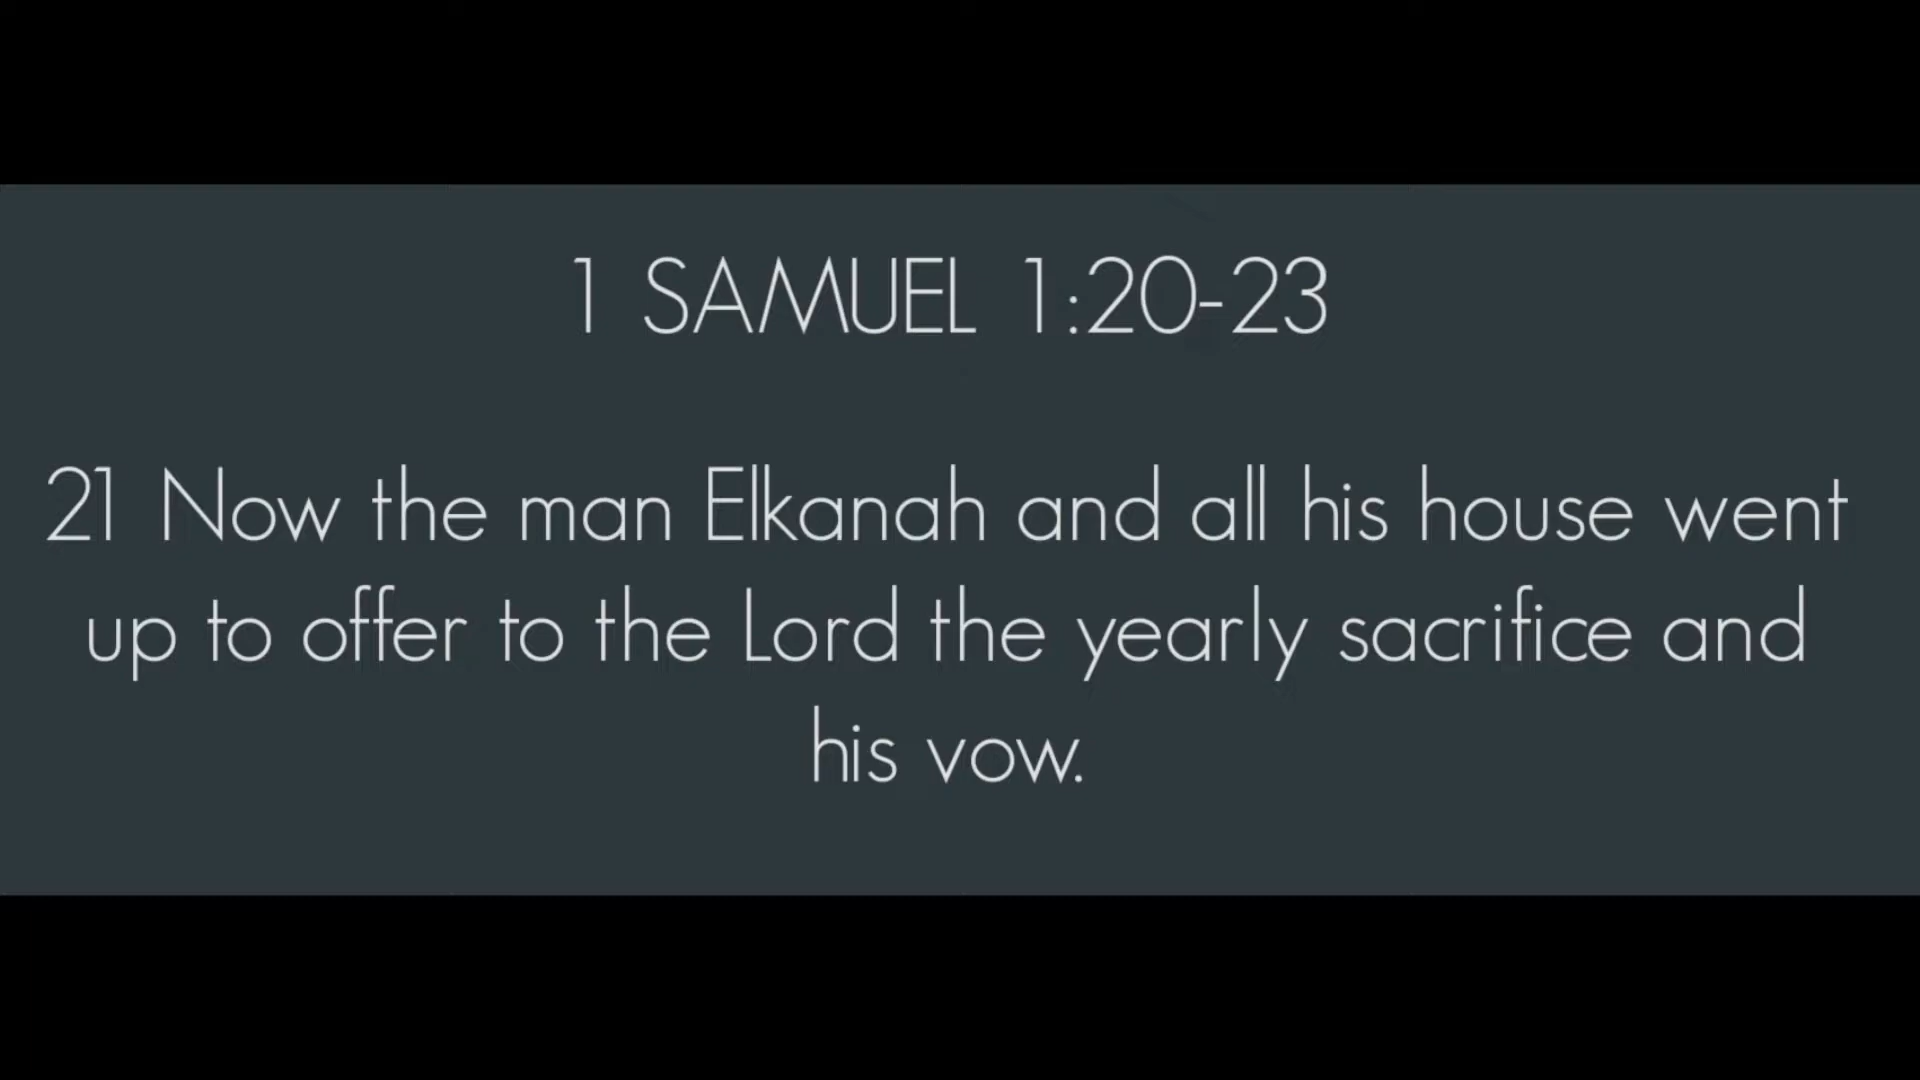 1 SAMUEL 1:20-23
21 Now the man Elkanah and all his house went
up to offer to the Lord the yearly sacrifice and
his vow.